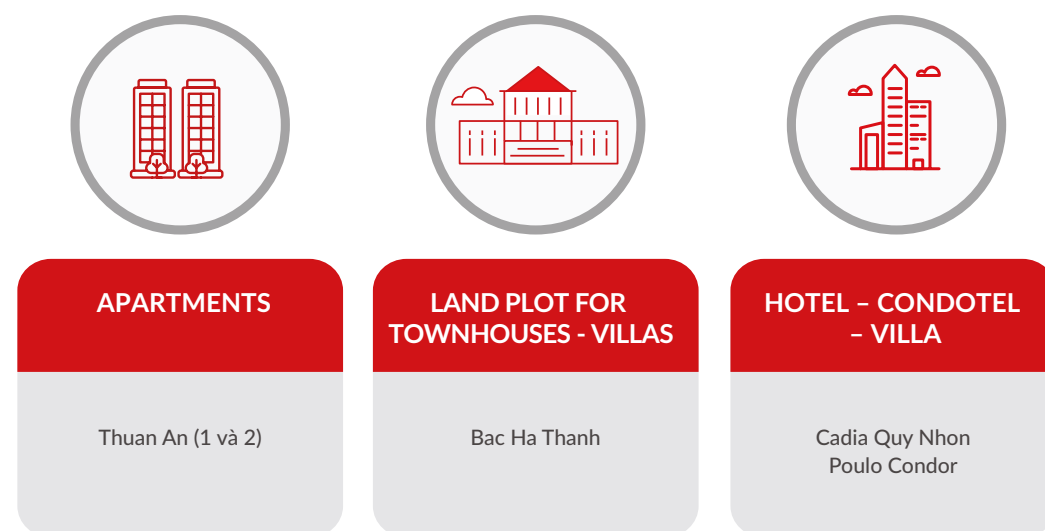 APARTMENTS
Thuan An (1 và 2)
LAND PLOT FOR
TOWNHOUSES - VILLAS
Bac Ha Thanh
HOTEL – CONDOTEL
– VILLA
Cadia Quy Nhon
Poulo Condor